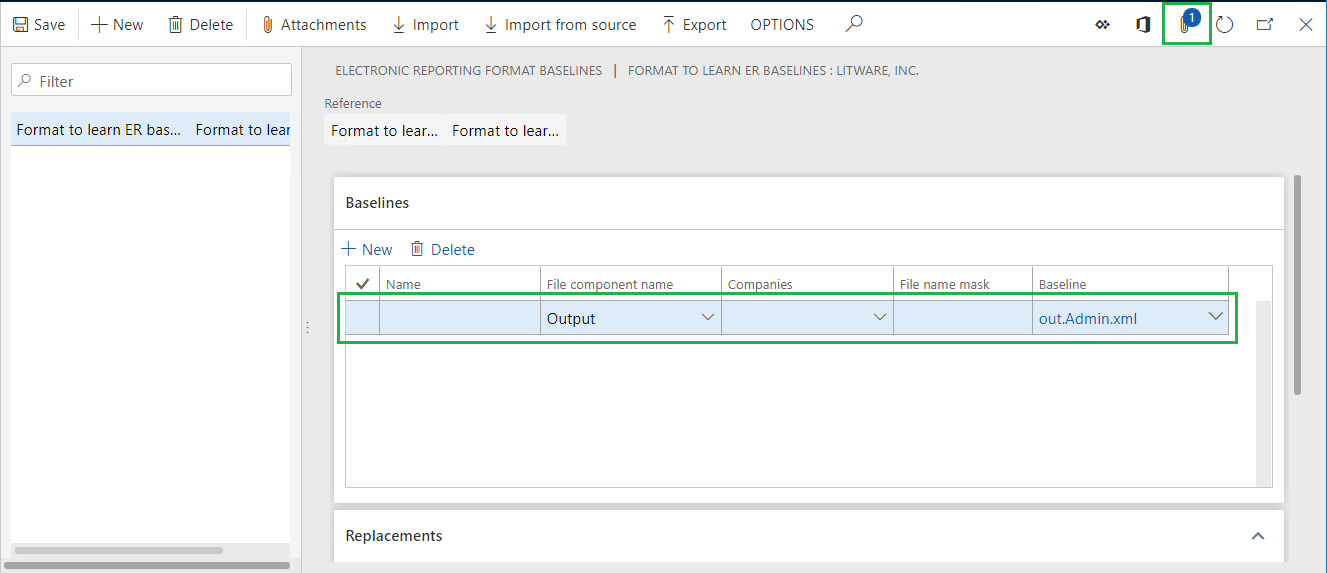 Save New Delete Attachments Import Import from source Export OPTIONS 1
Filter
Format to learn ER bas... Format to lear
ELECTRONIC REPORTING FORMAT BASELINES | FORMAT TO LEARN ER BASELINES : LITWARE, INC.
Reference
Format to lear... Format to lear...
Baselines
New Delete
Name File component name Companies File name mask Baseline
Output out.Admin.xml
Replacements